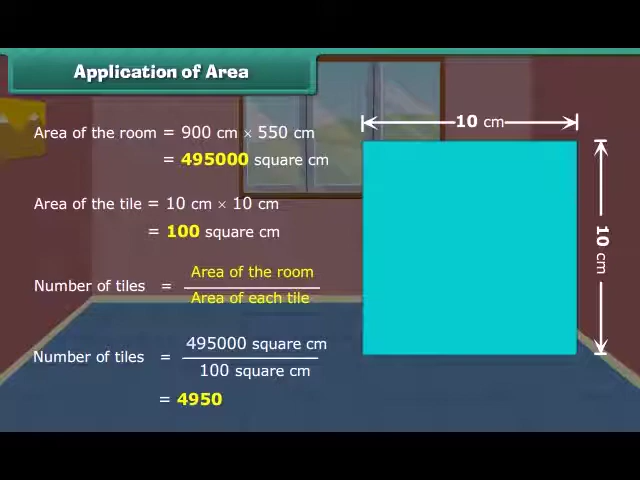 Application of Area
Area of the room = 900 cm × 550 cm
= 495000 square cm
Area of the tile = 10 cm × 10 cm
= 100 square cm
Number of tiles = Area of the room
Area of each tile
Number of tiles = 495000 square cm
100 square cm
= 4950
10 cm
10 cm